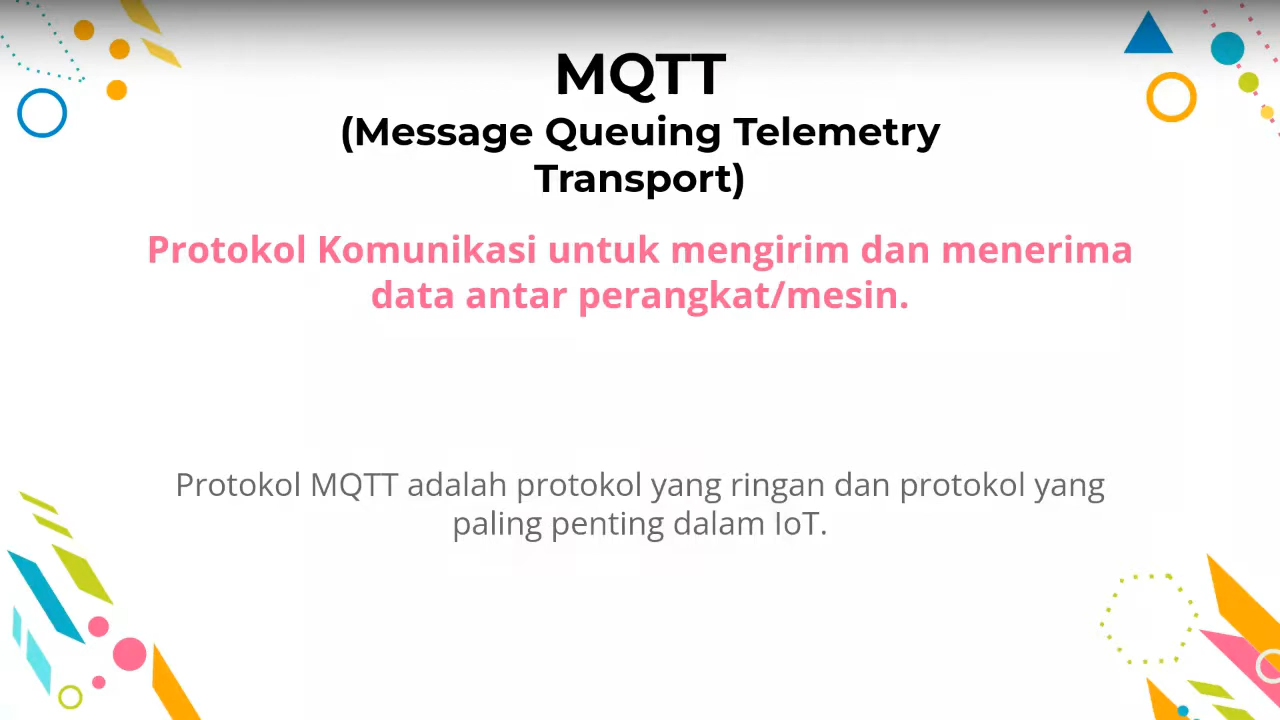 MQTT
(Message Queuing Telemetry
Transport)
Protokol Komunikasi untuk mengirim dan menerima
data antar perangkat/mesin.
Protokol MQTT adalah protokol yang ringan dan protokol yang
paling penting dalam IoT.